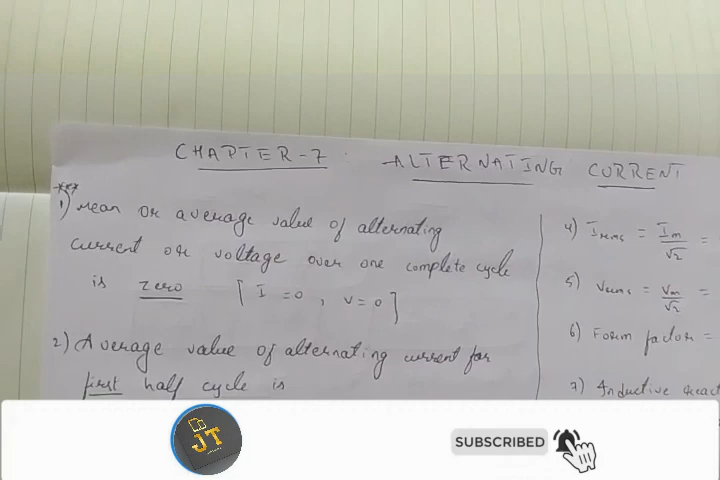 CHAPTER-7 : ALTERNATING CURRENT
***
1) Mean or average value of alternating
current or voltage over one complete cycle
is zero [I = 0, V = 0]
2) Average value of alternating current for
first half cycle is
4) Irms = Im/√2 =
5) Vrms = Vm/√2 =
6) Form factor =
7) Inductive react
JT
SUBSCRIBED